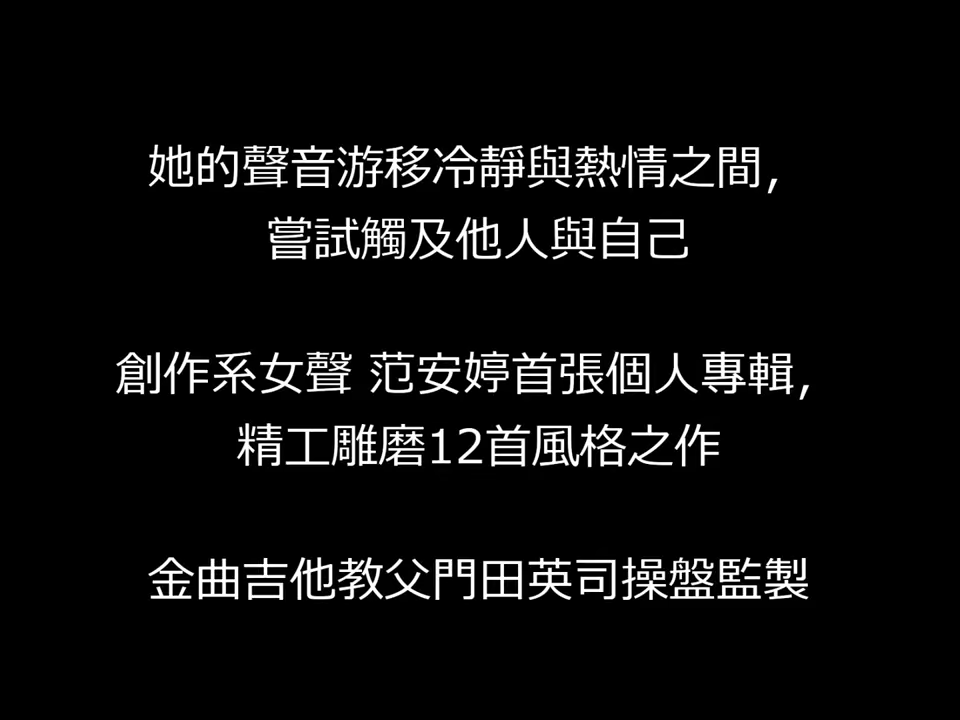 她的聲音游移冷靜與熱情之間,
嘗試觸及他人與自己
創作系女聲 范安婷首張個人專輯,
精工雕磨12首風格之作
金曲吉他教父門田英司操盤監製